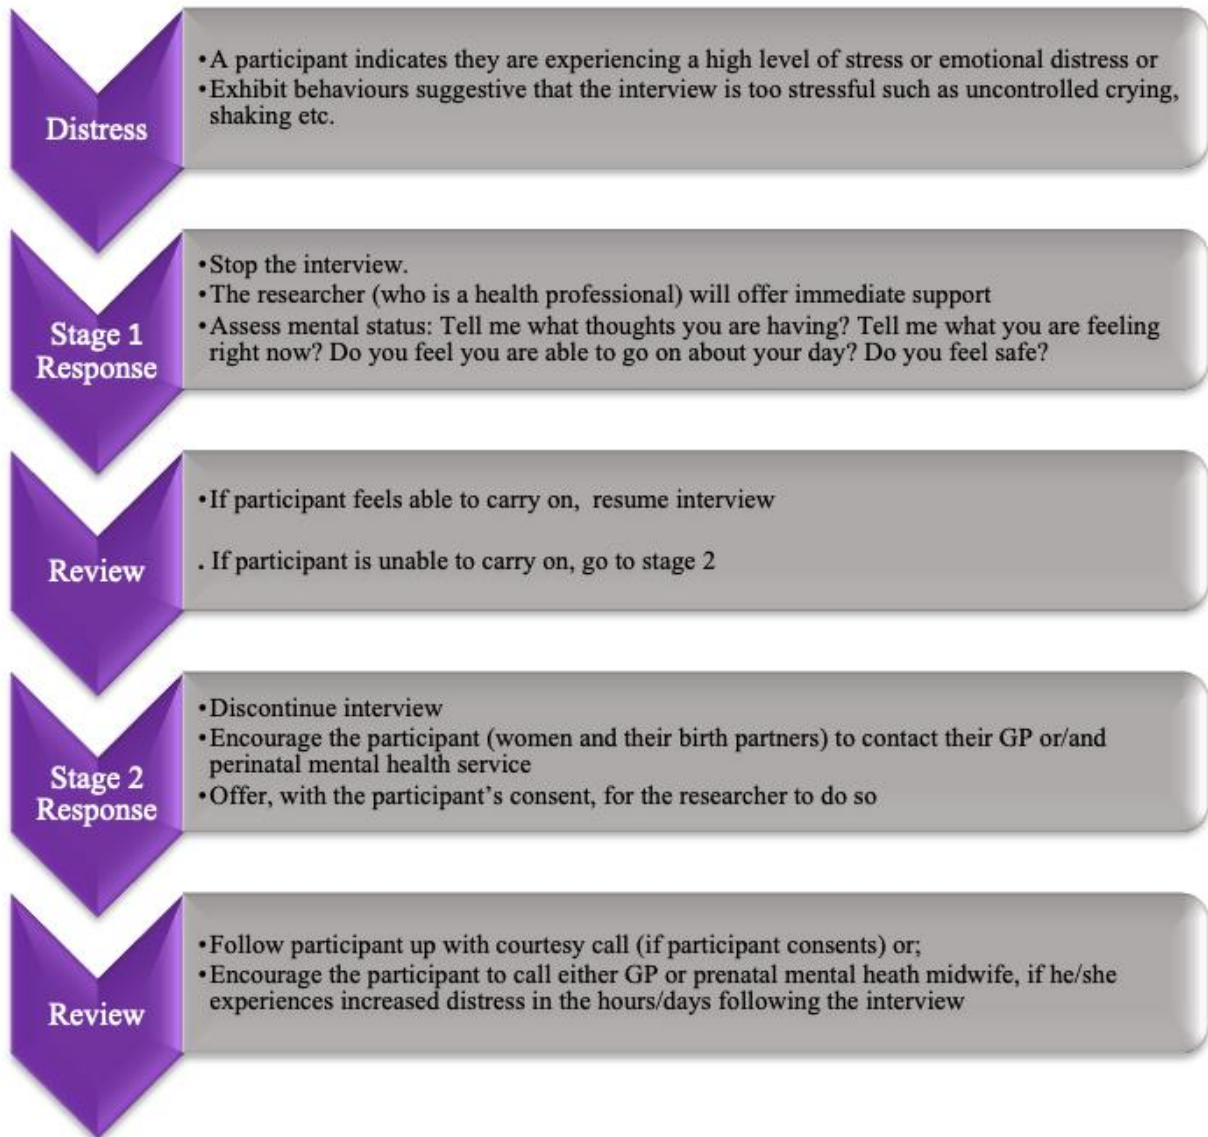 Distress
•A participant indicates they are experiencing a high level of stress or emotional distress or
•Exhibit behaviours suggestive that the interview is too stressful such as uncontrolled crying,
shaking etc.
Stage 1
Response
•Stop the interview.
•The researcher (who is a health professional) will offer immediate support
•Assess mental status: Tell me what thoughts you are having? Tell me what you are feeling
right now? Do you feel you are able to go on about your day? Do you feel safe?
Review
•If participant feels able to carry on,  resume interview
. If participant is unable to carry on, go to stage 2
Stage 2
Response
•Discontinue interview
•Encourage the participant (women and their birth partners) to contact their GP or/and
perinatal mental health service
•Offer, with the participant’s consent, for the researcher to do so
Review
•Follow participant up with courtesy call (if participant consents) or;
•Encourage the participant to call either GP or prenatal mental heath midwife, if he/she
experiences increased distress in the hours/days following the interview